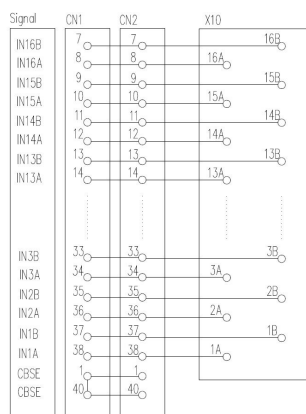 Signal CN1 CN2 X10
IN16B 7 7 16B
IN16A 8 8 16A
IN15B 9 9 15B
IN15A 10 10 15A
IN14B 11 11 14B
IN14A 12 12 14A
IN13B 13 13 13B
IN13A 14 14 13A
IN3B 33 33 3B
IN3A 34 34 3A
IN2B 35 35 2B
IN2A 36 36 2A
IN1B 37 37 1B
IN1A 38 38 1A
CBSE 1 1
CBSE 40 40